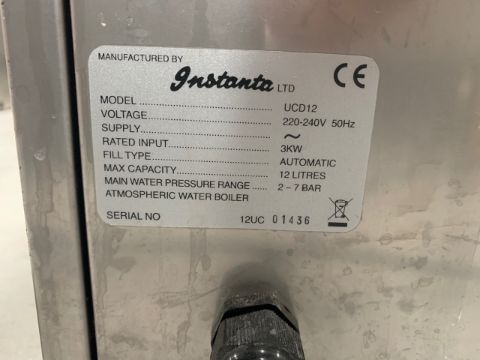 MANUFACTURED BY
Instanta LTD
CE
MODEL ........................ UCD12
VOLTAGE ........................ 220-240V 50Hz
SUPPLY ........................ ~
RATED INPUT ........................ 3KW
FILL TYPE ........................ AUTOMATIC
MAX CAPACITY ........................ 12 LITRES
MAIN WATER PRESSURE RANGE ..... 2 - 7 BAR
ATMOSPHERIC WATER BOILER
SERIAL NO 12UC 01436